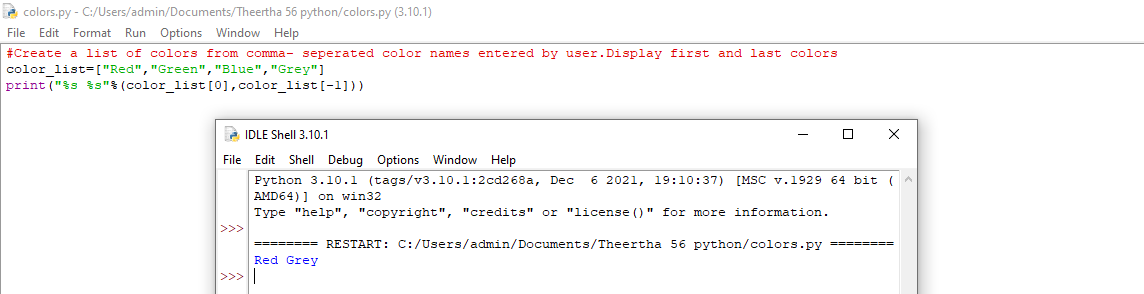 colors.py - C:/Users/admin/Documents/Theertha 56 python/colors.py (3.10.1)
File Edit Format Run Options Window Help
#Create a list of colors from comma- seperated color names entered by user.Display first and last colors
color_list=["Red","Green","Blue","Grey"]
print("%s %s"%(color_list[0],color_list[-1]))
IDLE Shell 3.10.1
File Edit Shell Debug Options Window Help
Python 3.10.1 (tags/v3.10.1:2cd268a, Dec  6 2021, 19:10:37) [MSC v.1929 64 bit (
AMD64)] on win32
Type "help", "copyright", "credits" or "license()" for more information.
>>>
======== RESTART: C:/Users/admin/Documents/Theertha 56 python/colors.py ========
Red Grey
>>>